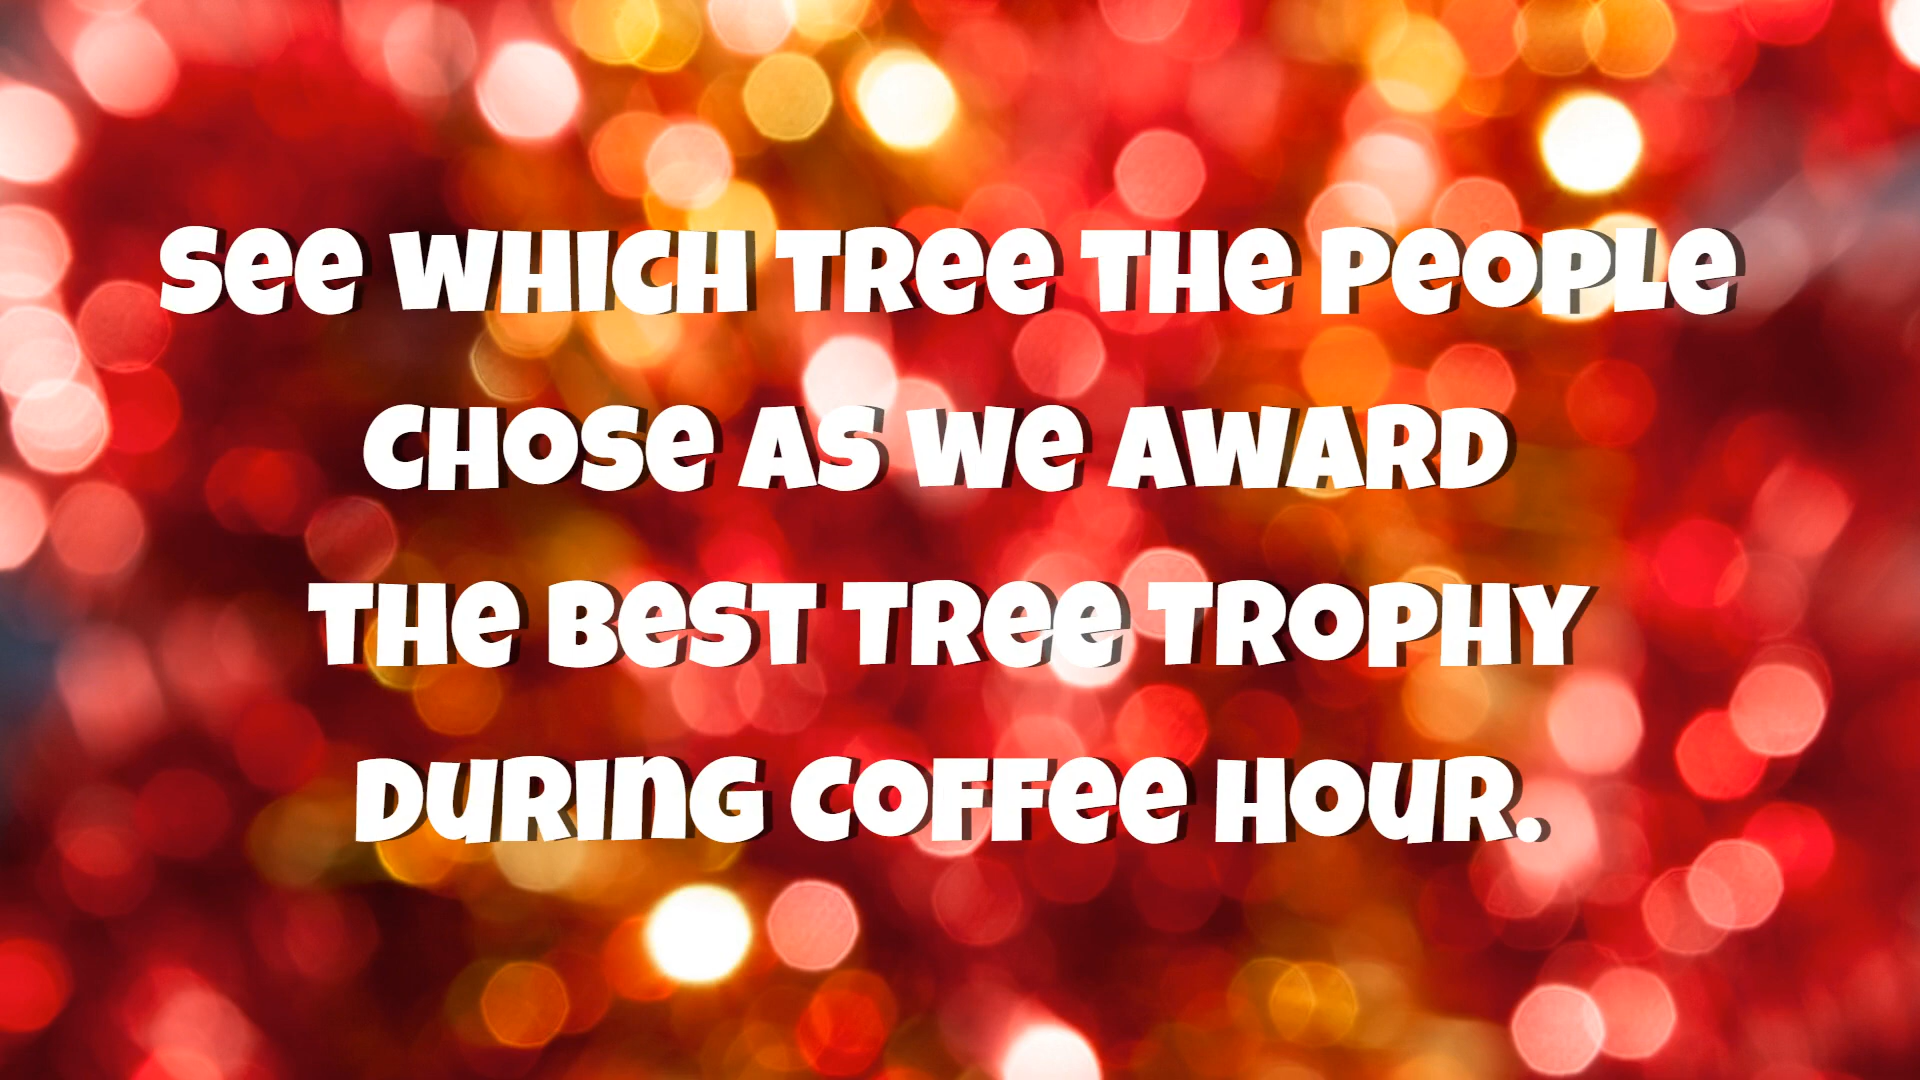 See which tree the people
chose as we award
the Best Tree Trophy
during Coffee Hour.